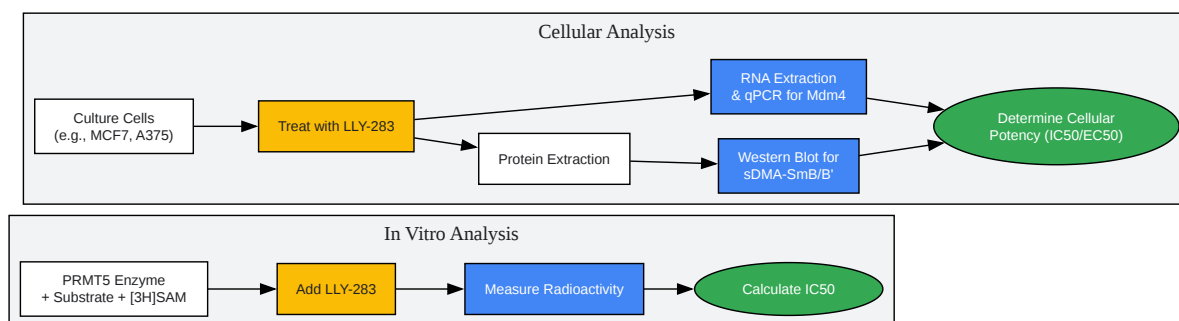 Cellular Analysis
Culture Cells
(e.g., MCF7, A375)
Treat with LLY-283
RNA Extraction
& qPCR for Mdm4
Protein Extraction
Western Blot for
sDMA-SmB/B'
Determine Cellular
Potency (IC50/EC50)
In Vitro Analysis
PRMT5 Enzyme
+ Substrate + [3H]SAM
Add LLY-283
Measure Radioactivity
Calculate IC50